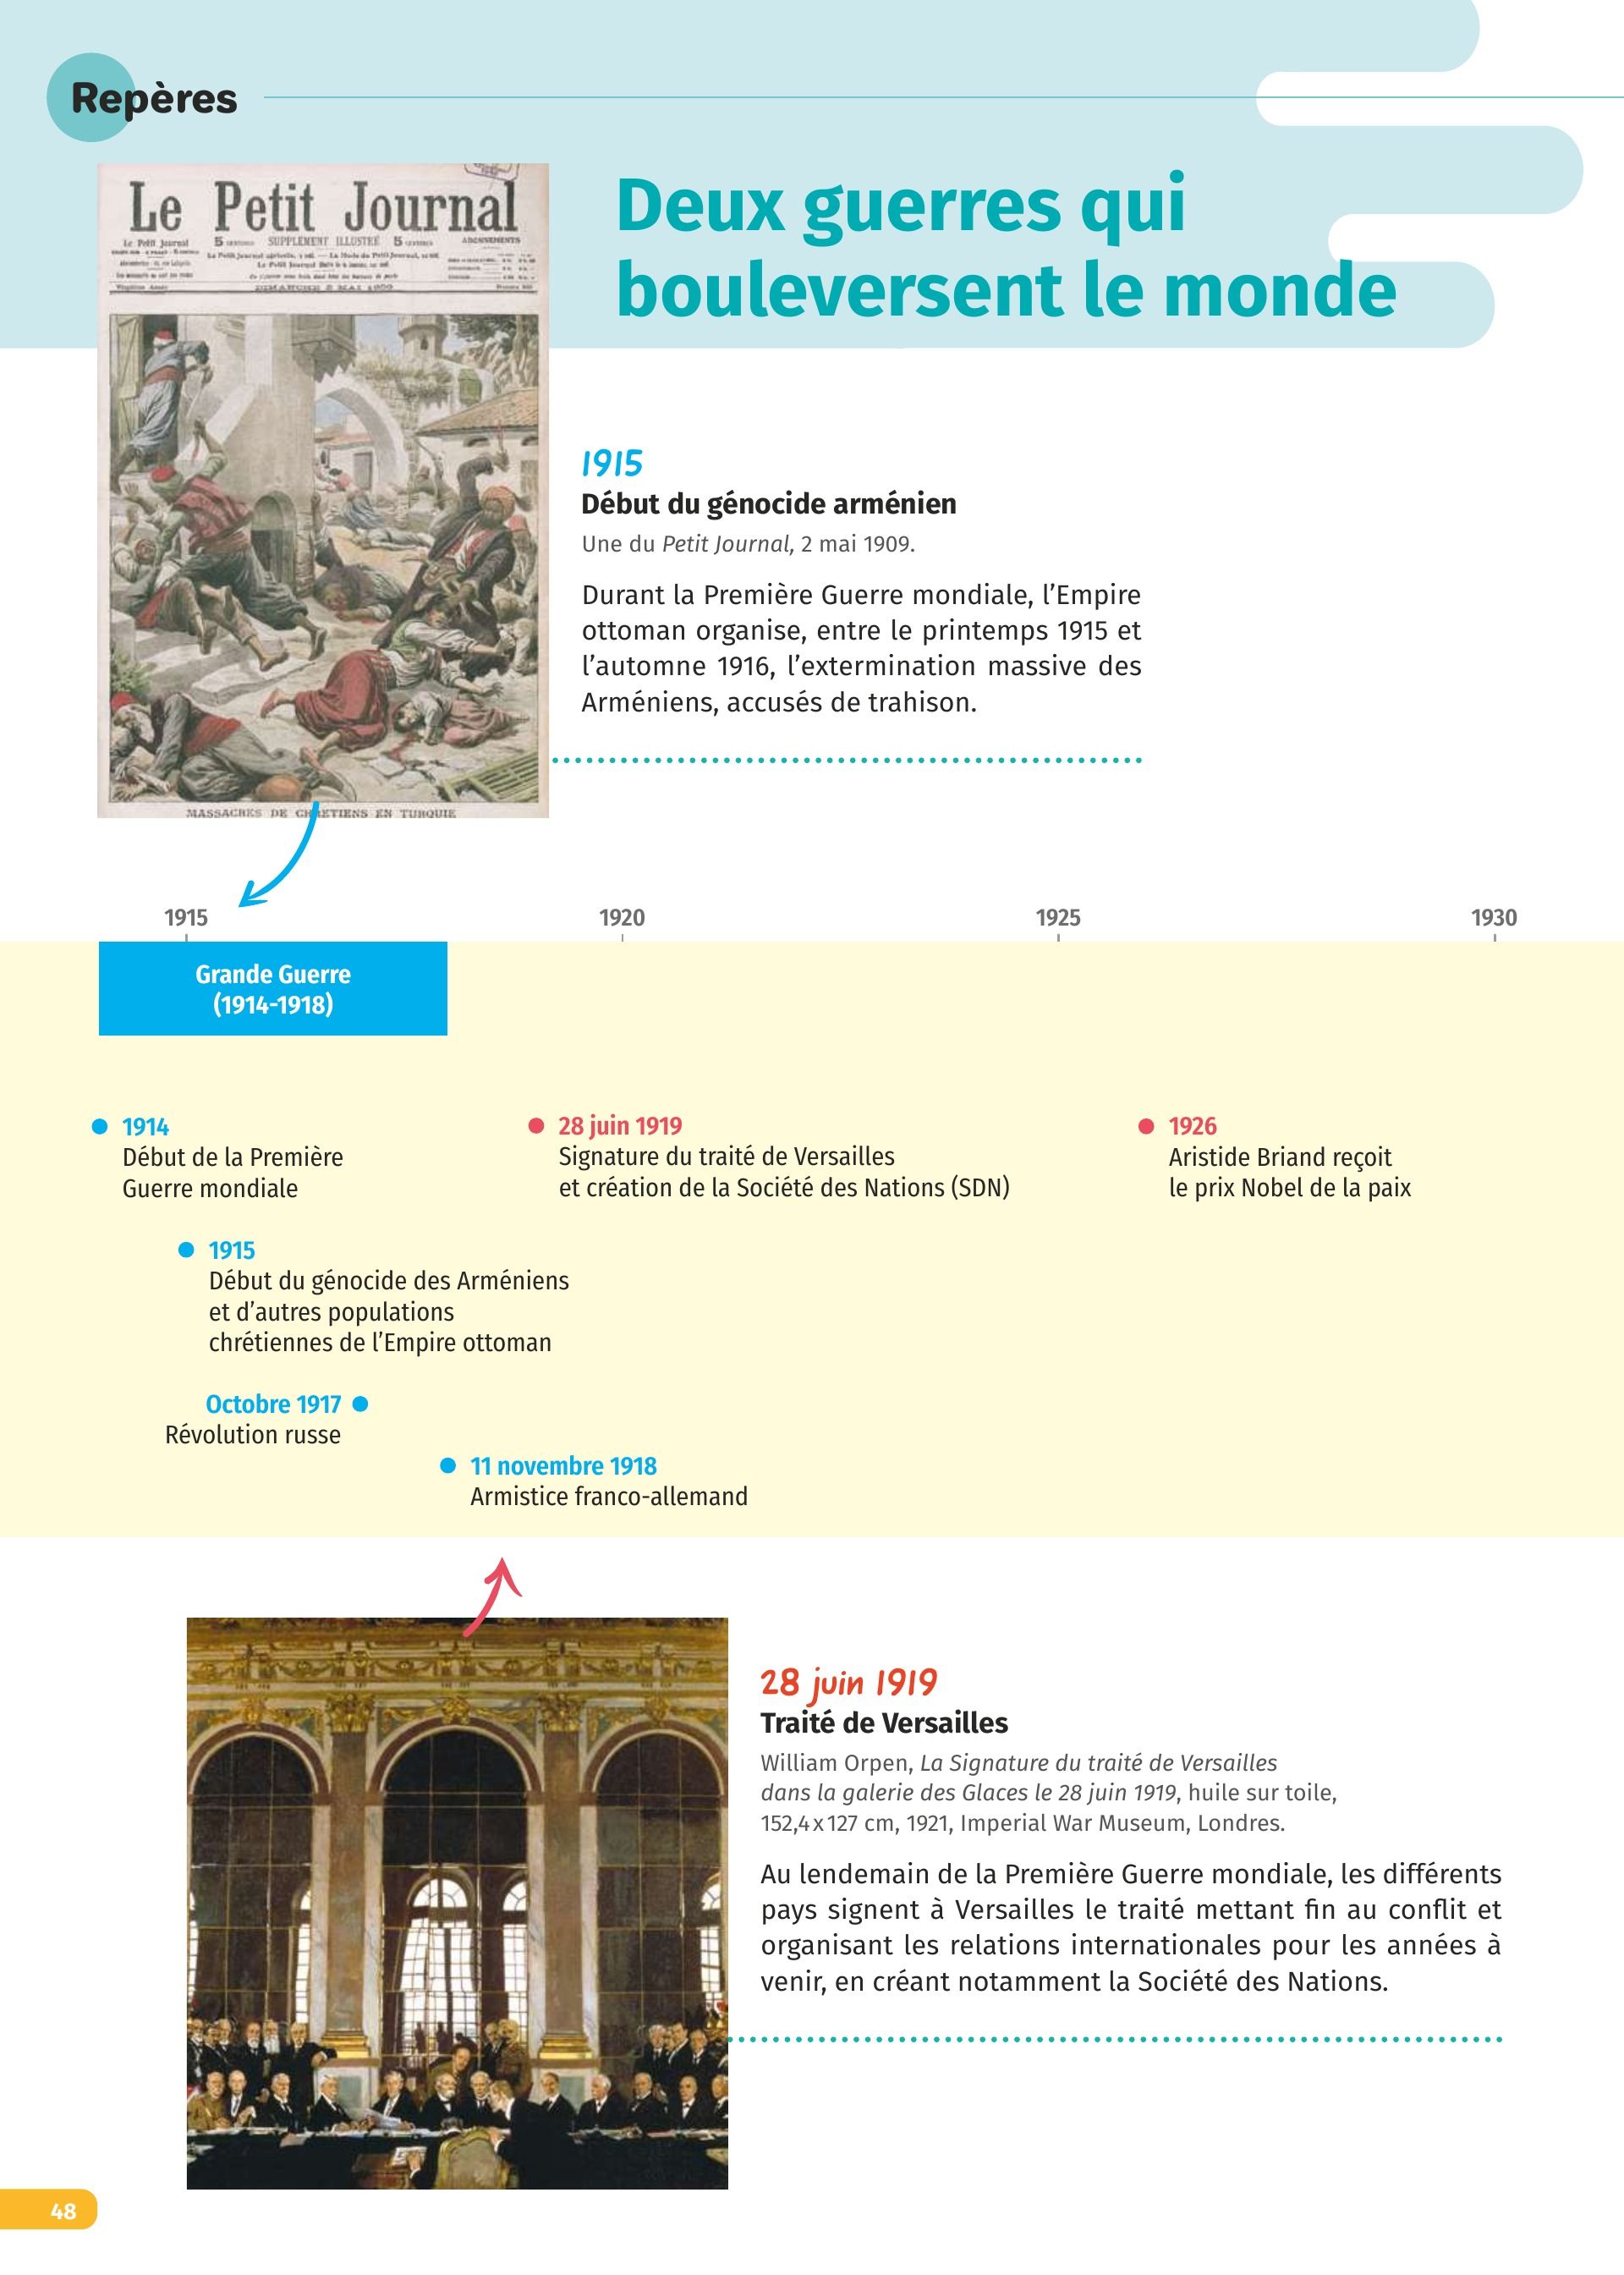 Repères
Le Petit Journal
Le Petit Journal
5 CENTIMES SUPPLÉMENT ILLUSTRÉ 5 CENTIMES
ABONNEMENTS
DIMANCHE 2 MAI 1909
MASSACRES DE CHRÉTIENS EN TURQUIE
Deux guerres qui
bouleversent le monde
1915
Début du génocide arménien
Une du Petit Journal, 2 mai 1909.
Durant la Première Guerre mondiale, l’Empire
ottoman organise, entre le printemps 1915 et
l’automne 1916, l’extermination massive des
Arméniens, accusés de trahison.
1915
1920
1925
1930
Grande Guerre
(1914-1918)
1914
Début de la Première
Guerre mondiale
28 juin 1919
Signature du traité de Versailles
et création de la Société des Nations (SDN)
1926
Aristide Briand reçoit
le prix Nobel de la paix
1915
Début du génocide des Arméniens
et d’autres populations
chrétiennes de l’Empire ottoman
Octobre 1917
Révolution russe
11 novembre 1918
Armistice franco-allemand
28 juin 1919
Traité de Versailles
William Orpen, La Signature du traité de Versailles
dans la galerie des Glaces le 28 juin 1919, huile sur toile,
152,4 x 127 cm, 1921, Imperial War Museum, Londres.
Au lendemain de la Première Guerre mondiale, les différents
pays signent à Versailles le traité mettant fin au conflit et
organisant les relations internationales pour les années à
venir, en créant notamment la Société des Nations.
48